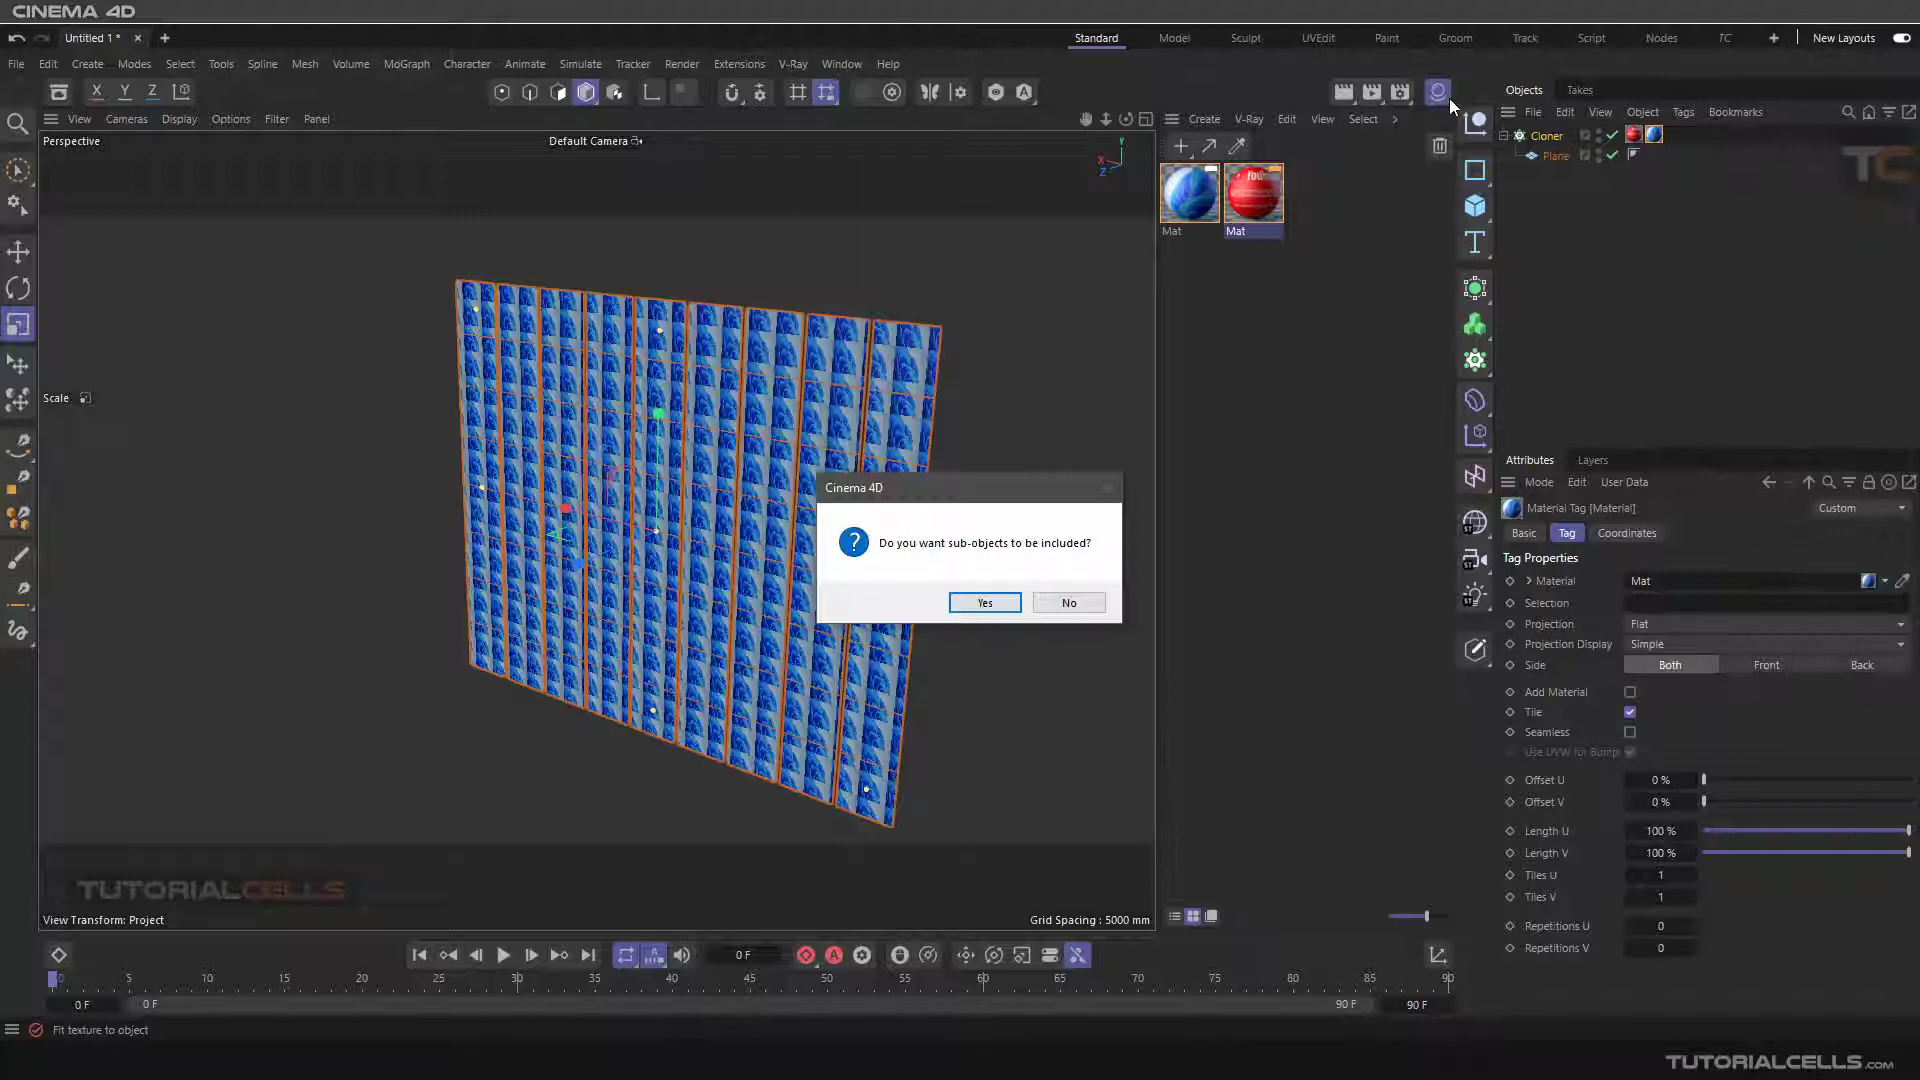 CINEMA 4D
Untitled 1 *
Standard
Model
Sculpt
UVEdit
Paint
Groom
Track
Script
Nodes
TC
New Layouts
File Edit Create Modes Select Tools Spline Mesh Volume MoGraph Character Animate Simulate Tracker Render Extensions V-Ray Window Help
X Y Z
Objects Takes
View Cameras Display Options Filter Panel
Create V-Ray Edit View Select
File Edit View Object Tags Bookmarks
Perspective
Default Camera
Y
X
Z
Cloner
Plane
TC
Mat
Mat
Scale
Attributes Layers
Mode Edit User Data
Material Tag [Material]
Custom
Basic Tag Coordinates
Tag Properties
Material Mat
Selection
Projection Flat
Projection Display Simple
Side Both Front Back
Add Material
Tile
Seamless
Use UVW for Bump
Offset U 0 %
Offset V 0 %
Length U 100 %
Length V 100 %
Tiles U 1
Tiles V 1
Repetitions U 0
Repetitions V 0
Cinema 4D
? Do you want sub-objects to be included?
Yes No
TUTORIALCELLS
View Transform: Project
Grid Spacing : 5000 mm
0 F
0 5 10 15 20 25 30 35 40 45 50 55 60 65 70 75 80 85 90
0 F 0 F 90 F 90 F
Fit texture to object
TUTORIALCELLS.com